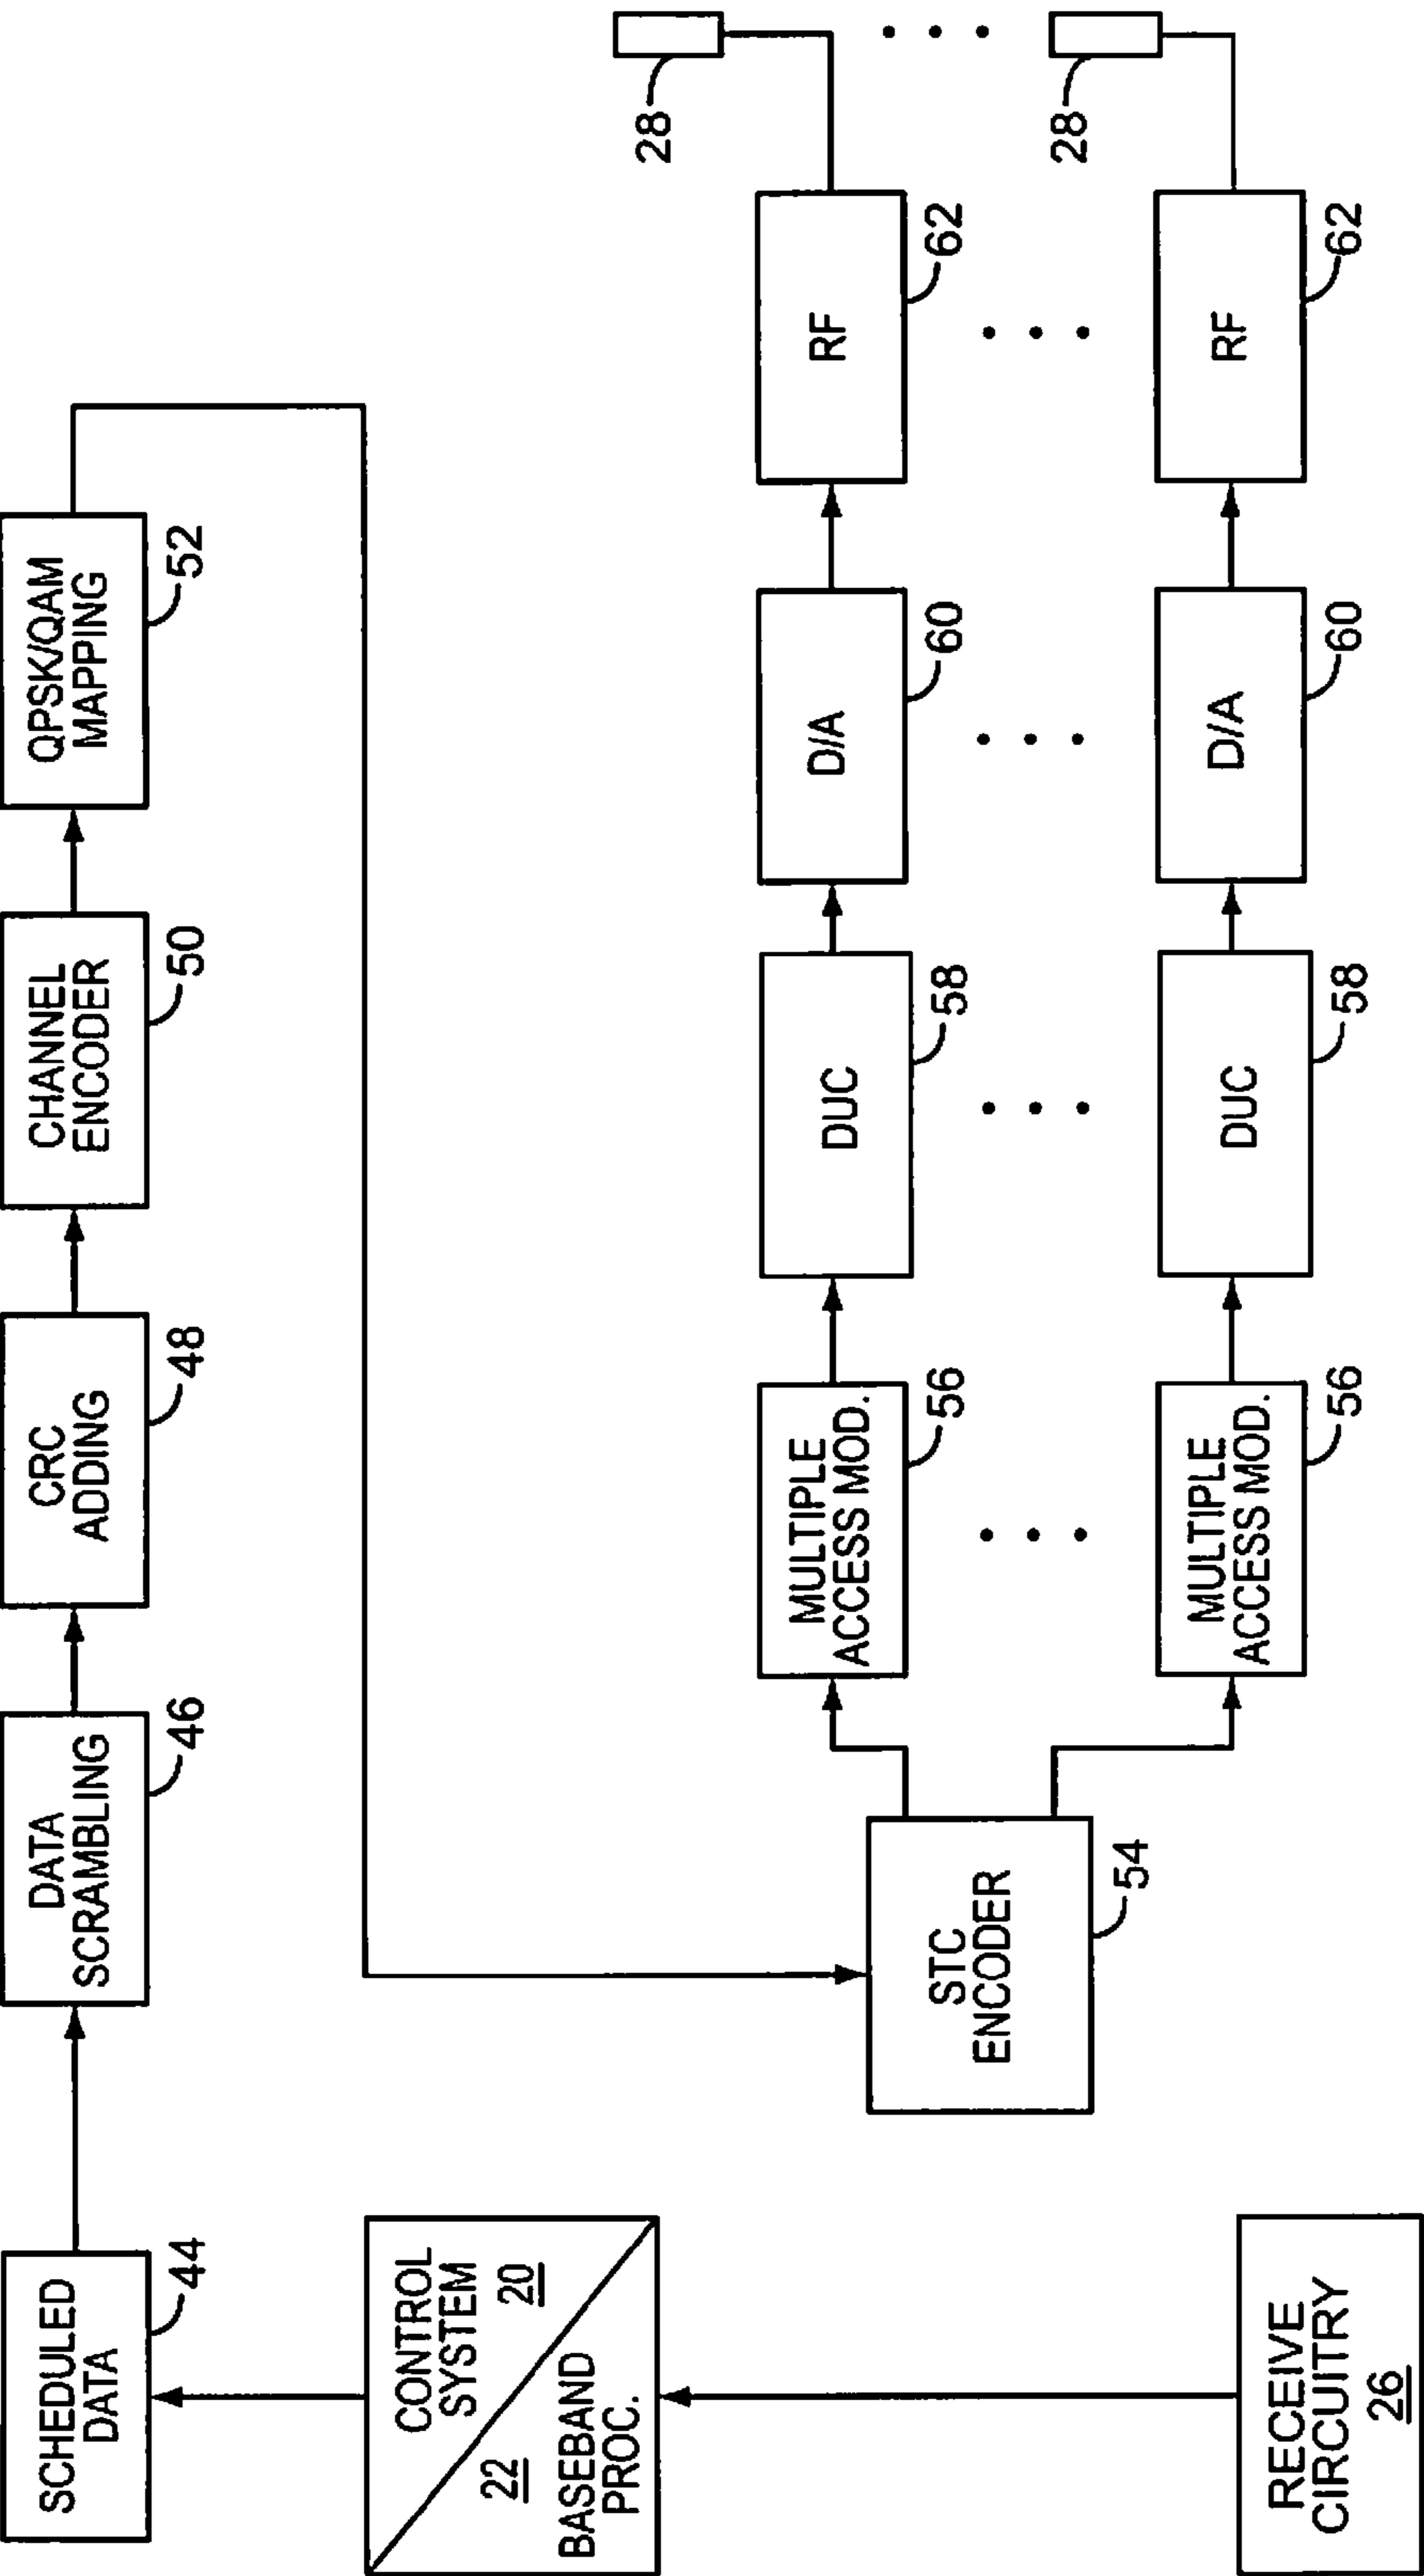 SCHEDULED
DATA
44
DATA
SCRAMBLING
46
CRC
ADDING
48
CHANNEL
ENCODER
50
QPSK/QAM
MAPPING
52
CONTROL
SYSTEM
20
22
BASEBAND
PROC.
RECEIVE
CIRCUITRY
26
STC
ENCODER
54
MULTIPLE
ACCESS MOD.
56
DUC
58
D/A
60
RF
62
28
MULTIPLE
ACCESS MOD.
56
DUC
58
D/A
60
RF
62
28